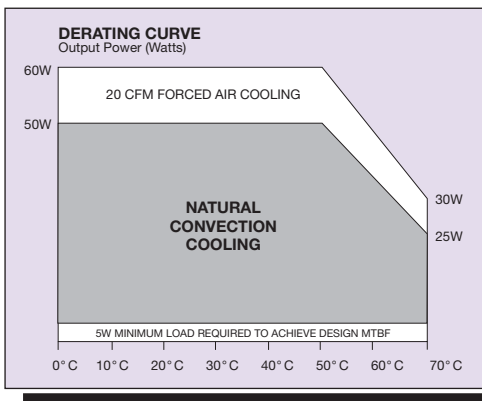 DERATING CURVE
Output Power (Watts)
60W
20 CFM FORCED AIR COOLING
50W
NATURAL
CONVECTION
COOLING
30W
25W
5W MINIMUM LOAD REQUIRED TO ACHIEVE DESIGN MTBF
0° C 10° C 20° C 30° C 40° C 50° C 60° C 70° C